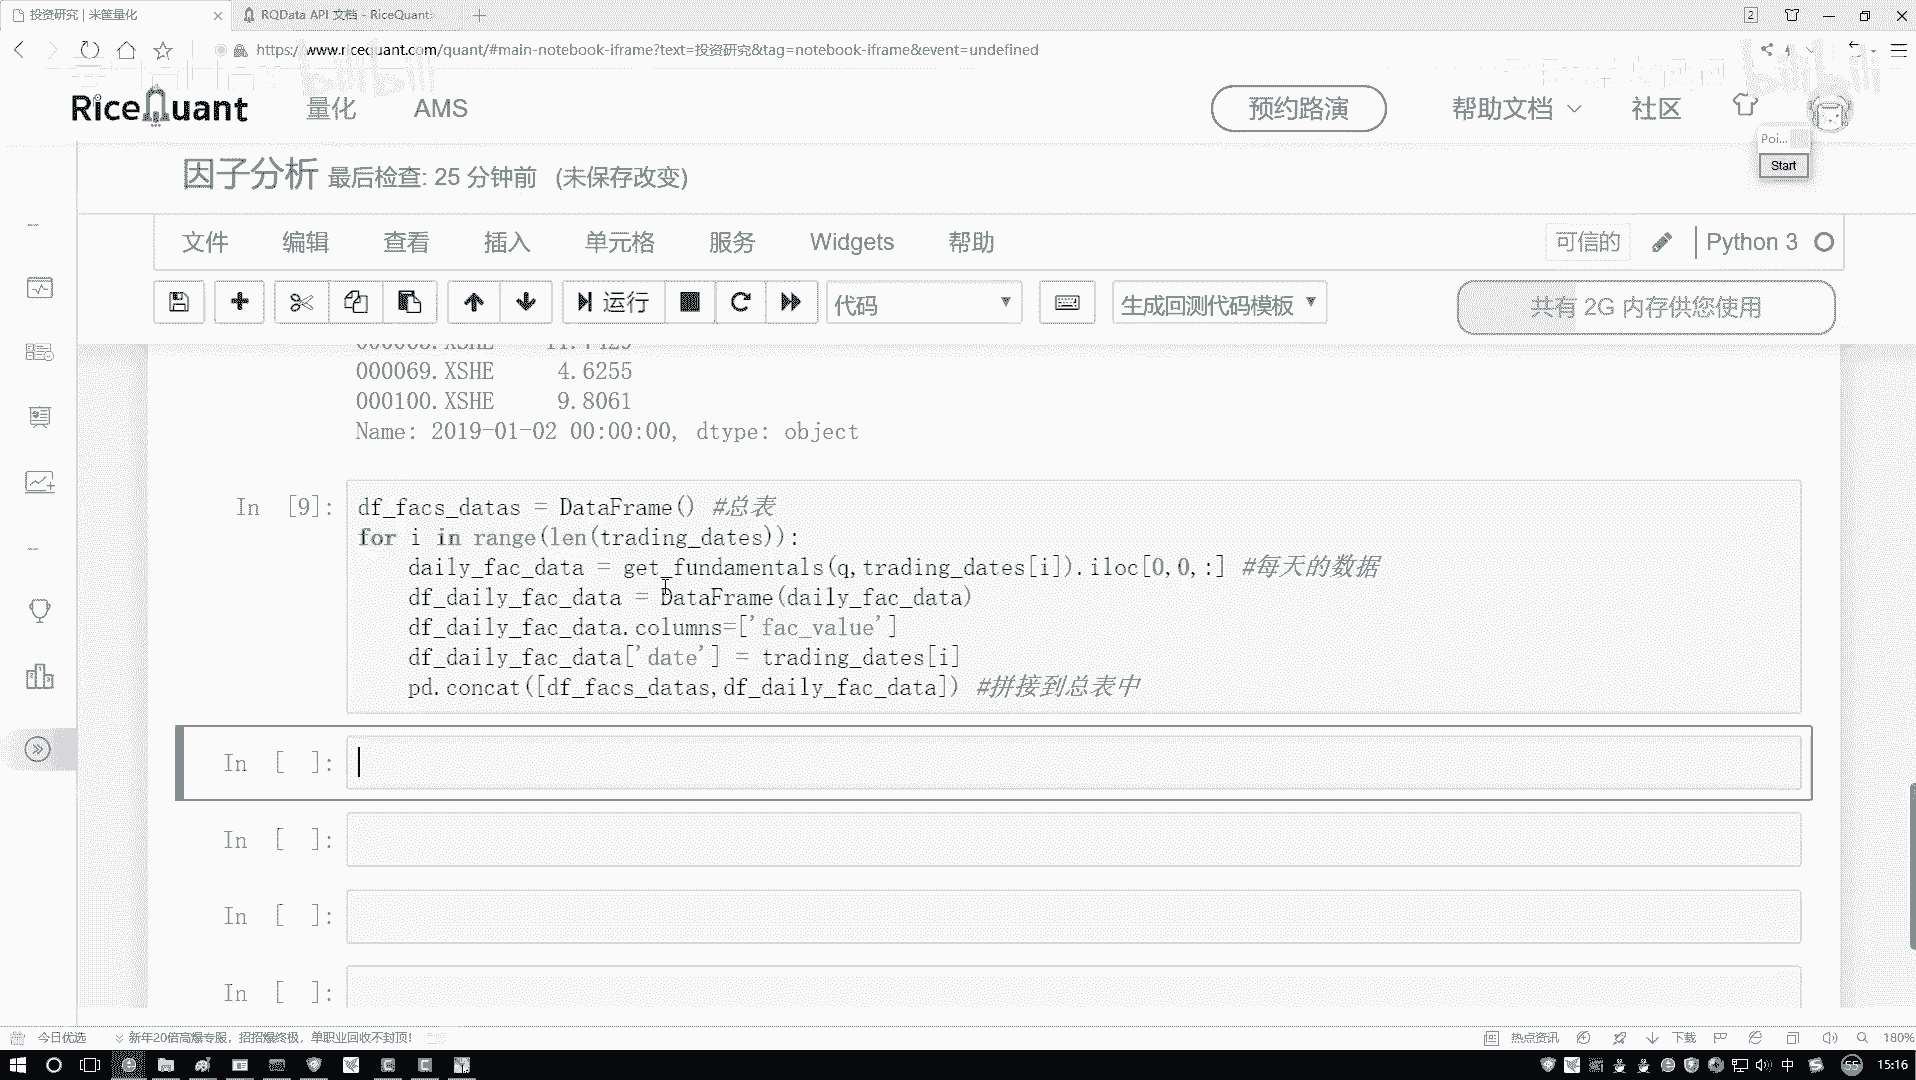 投资研究 | 米筐量化
RQData API 文档 - RiceQuant
2
https://www.ricequant.com/quant/#main-notebook-iframe?text=投资研究&tag=notebook-iframe&event=undefined
bilibili
RiceQuant
量化
AMS
预约路演
帮助文档
社区
Poi...
Start
因子分析 最后检查: 25 分钟前 (未保存改变)
文件 编辑 查看 插入 单元格 服务 Widgets 帮助
可信的
Python 3
运行
代码
生成回测代码模板
共有 2G 内存供您使用
000069.XSHE 4.6255
000100.XSHE 9.8061
Name: 2019-01-02 00:00:00, dtype: object
In [9]:
df_facs_datas = DataFrame() #总表
for i in range(len(trading_dates)):
daily_fac_data = get_fundamentals(q,trading_dates[i]).iloc[0,0,:] #每天的数据
df_daily_fac_data = DataFrame(daily_fac_data)
df_daily_fac_data.columns=['fac_value']
df_daily_fac_data['date'] = trading_dates[i]
pd.concat([df_facs_datas,df_daily_fac_data]) #拼接到总表中
In [ ]:
In [ ]:
In [ ]:
In [ ]:
今日优选
新年20倍高爆专服，招招爆终极，单职业回收不封顶!
热点资讯
下载
180%
中
55
15:16